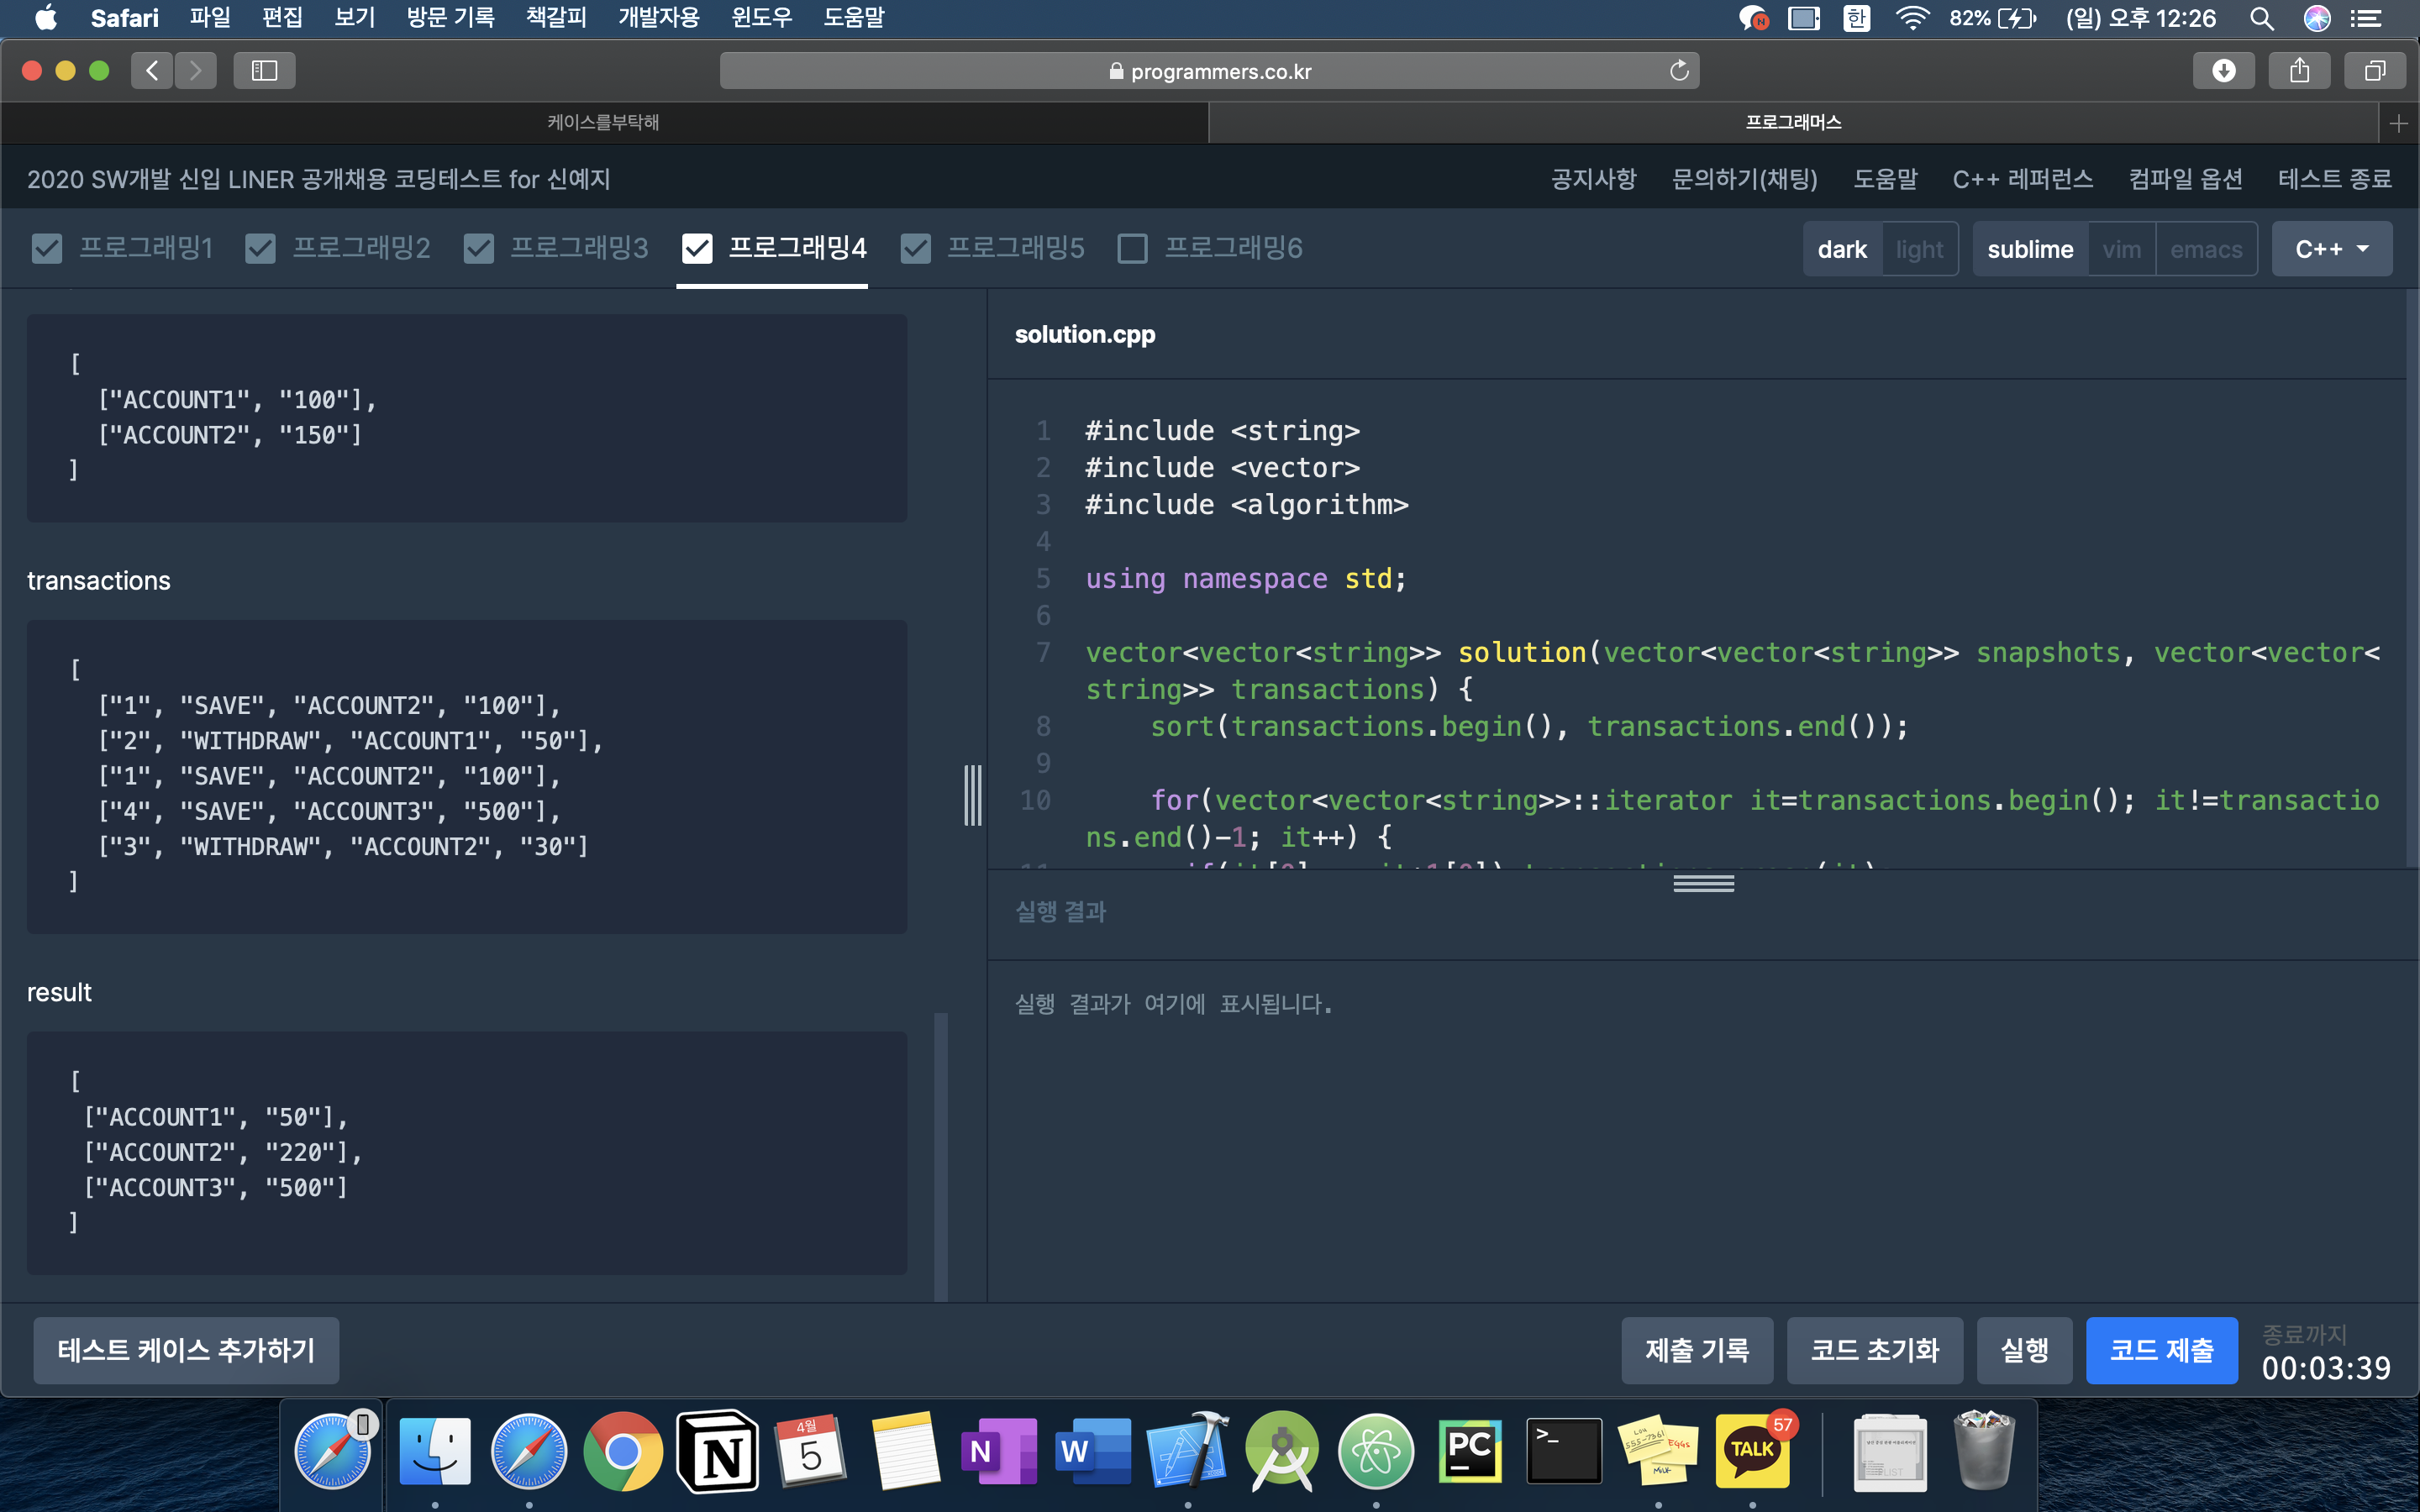 Safari 파일 편집 보기 방문 기록 책갈피 개발자용 윈도우 도움말 한 82% (일) 오후 12:26
programmers.co.kr
케이스를부탁해 프로그래머스
2020 SW개발 신입 LINER 공개채용 코딩테스트 for 신예지 공지사항 문의하기(채팅) 도움말 C++ 레퍼런스 컴파일 옵션 테스트 종료
프로그래밍1 프로그래밍2 프로그래밍3 프로그래밍4 프로그래밍5 프로그래밍6 dark light sublime vim emacs C++
[
["ACCOUNT1", "100"],
["ACCOUNT2", "150"]
]
transactions
[
["1", "SAVE", "ACCOUNT2", "100"],
["2", "WITHDRAW", "ACCOUNT1", "50"],
["1", "SAVE", "ACCOUNT2", "100"],
["4", "SAVE", "ACCOUNT3", "500"],
["3", "WITHDRAW", "ACCOUNT2", "30"]
]
result
[
["ACCOUNT1", "50"],
["ACCOUNT2", "220"],
["ACCOUNT3", "500"]
]
solution.cpp
1 #include <string>
2 #include <vector>
3 #include <algorithm>
4
5 using namespace std;
6
7 vector<vector<string>> solution(vector<vector<string>> snapshots, vector<vector<
string>> transactions) {
8 sort(transactions.begin(), transactions.end());
9
10 for(vector<vector<string>>::iterator it=transactions.begin(); it!=transactio
ns.end()-1; it++) {
실행 결과
실행 결과가 여기에 표시됩니다.
테스트 케이스 추가하기 제출 기록 코드 초기화 실행 코드 제출 종료까지
00:03:39
N 4월 5 N W PC >_ EGGS MILK TALK 57